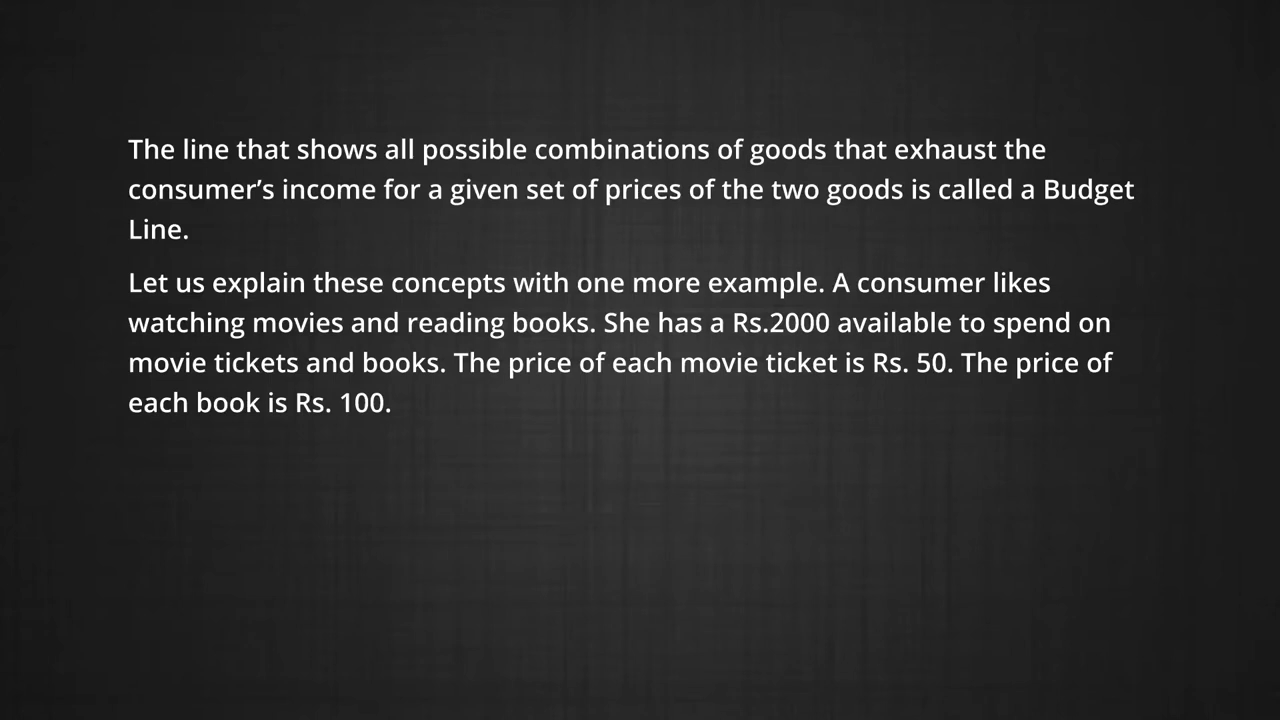 The line that shows all possible combinations of goods that exhaust the
consumer’s income for a given set of prices of the two goods is called a Budget
Line.
Let us explain these concepts with one more example. A consumer likes
watching movies and reading books. She has a Rs.2000 available to spend on
movie tickets and books. The price of each movie ticket is Rs. 50. The price of
each book is Rs. 100.